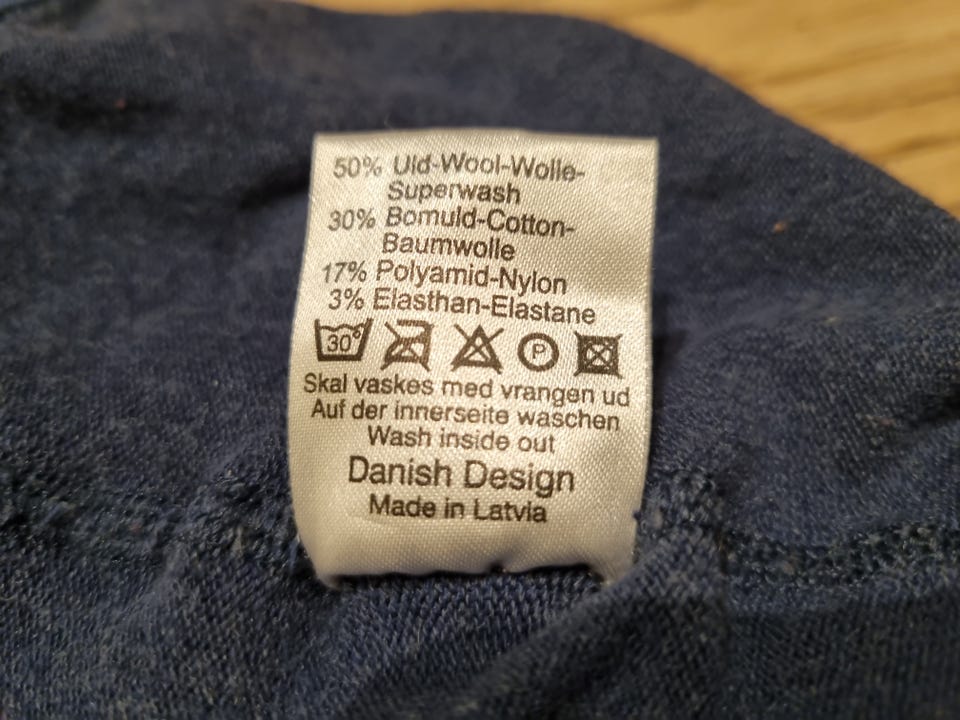 50% Uld-Wool-Wolle-
Superwash
30% Bomuld-Cotton-
Baumwolle
17% Polyamid-Nylon
3% Elasthan-Elastane
30° P
Skal vaskes med vrangen ud
Auf der innerseite waschen
Wash inside out
Danish Design
Made in Latvia